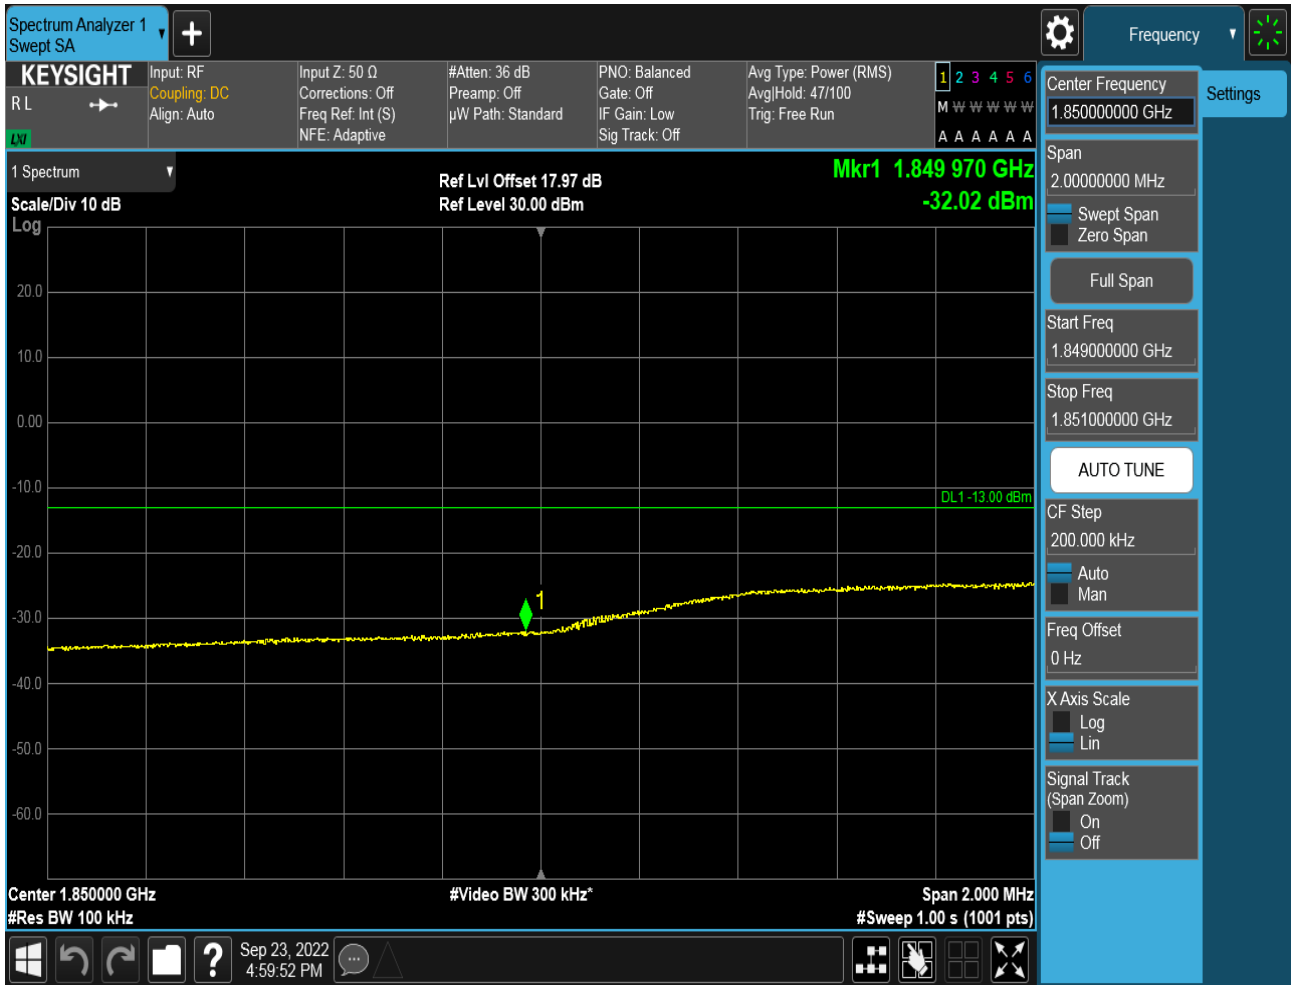 Spectrum Analyzer 1
Swept SA
Frequency
KEYSIGHT
R L
LXI
Input: RF
Coupling: DC
Align: Auto
Input Z: 50 Ω
Corrections: Off
Freq Ref: Int (S)
NFE: Adaptive
#Atten: 36 dB
Preamp: Off
µW Path: Standard
PNO: Balanced
Gate: Off
IF Gain: Low
Sig Track: Off
Avg Type: Power (RMS)
Avg|Hold: 47/100
Trig: Free Run
1 2 3 4 5 6
M W W W W W
A A A A A A
1 Spectrum
Scale/Div 10 dB
Log
Ref Lvl Offset 17.97 dB
Ref Level 30.00 dBm
Mkr1 1.849 970 GHz
-32.02 dBm
20.0
10.0
0.00
-10.0
DL1 -13.00 dBm
-20.0
1
-30.0
-40.0
-50.0
-60.0
Center 1.850000 GHz
#Res BW 100 kHz
#Video BW 300 kHz*
Span 2.000 MHz
#Sweep 1.00 s (1001 pts)
Sep 23, 2022
4:59:52 PM
?
Center Frequency
1.850000000 GHz
Settings
Span
2.00000000 MHz
Swept Span
Zero Span
Full Span
Start Freq
1.849000000 GHz
Stop Freq
1.851000000 GHz
AUTO TUNE
CF Step
200.000 kHz
Auto
Man
Freq Offset
0 Hz
X Axis Scale
Log
Lin
Signal Track
(Span Zoom)
On
Off